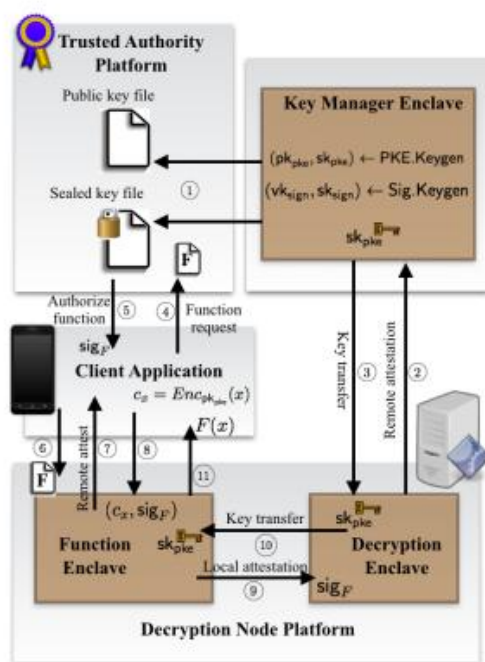 Trusted Authority
Platform
Public key file
Sealed key file
F
Key Manager Enclave
(pk_pke, sk_pke) ← PKE.Keygen
(vk_sign, sk_sign) ← Sig.Keygen
sk_pke
1
Authorize
function
5
4
Function
request
sig_F
Client Application
c_x = Enc_pk_pke(x)
F(x)
Key transfer
3
2
Remote attestation
6
F
Remote attest
7
8
11
(c_x, sig_F)
sk_pke
Function
Enclave
Key transfer
10
Local attestation
9
sk_pke
Decryption
Enclave
sig_F
Decryption Node Platform